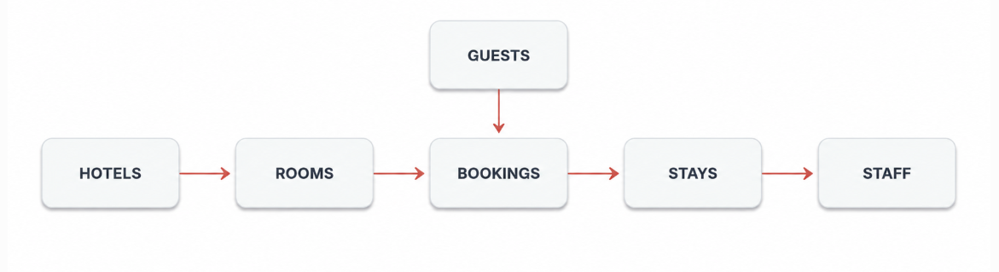 GUESTS
HOTELS
ROOMS
BOOKINGS
STAYS
STAFF